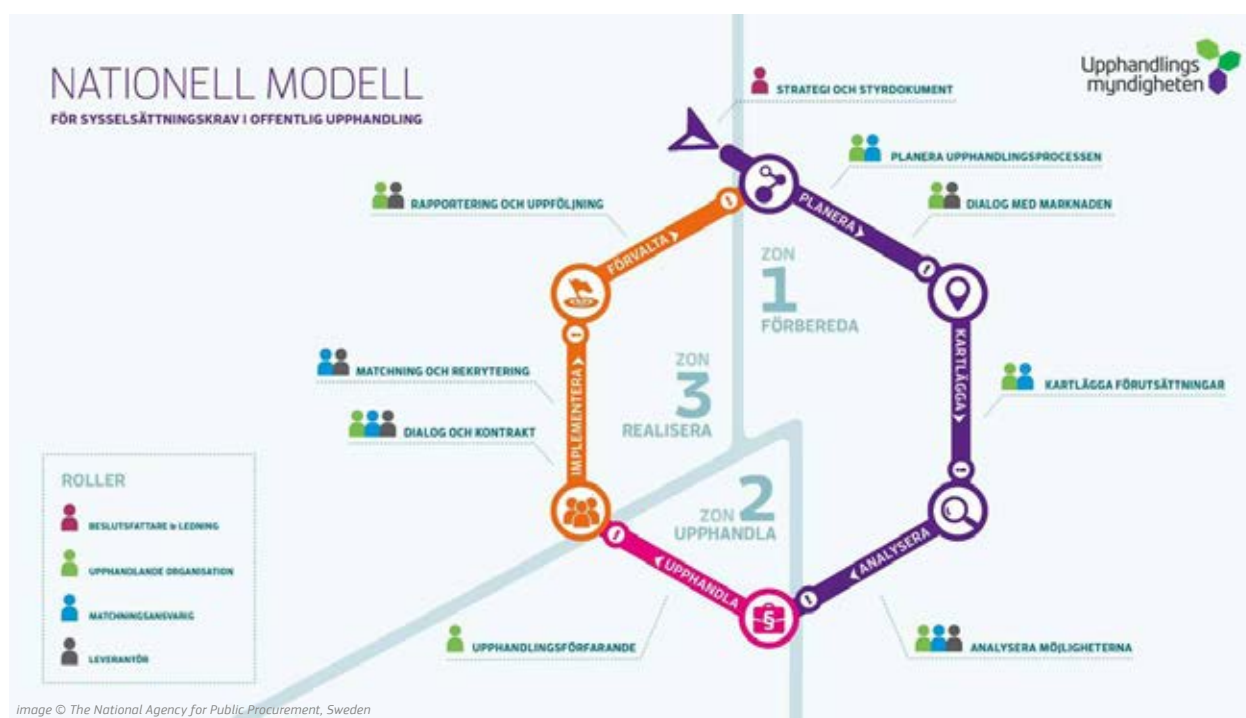 NATIONELL MODELL
FÖR SYSSELSÄTTNINGSKRAV I OFFENTLIG UPPHANDLING
Upphandlings
myndigheten
STRATEGI OCH STYRDOKUMENT
PLANERA UPPHANDLINGSPROCESSEN
DIALOG MED MARKNADEN
RAPPORTERING OCH UPPFÖLJNING
PLANERA
FÖRVALTA
ZON
1
FÖRBEREDA
KARTLÄGGA
KARTLÄGGA FÖRUTSÄTTNINGAR
MATCHNING OCH REKRYTERING
DIALOG OCH KONTRAKT
IMPLEMENTERA
ZON
3
REALISERA
ZON 2
UPPHANDLA
ANALYSERA
UPPHANDLA
§
UPPHANDLINGSFÖRFARANDE
ANALYSERA MÖJLIGHETERNA
ROLLER
BESLUTSFATTARE & LEDNING
UPPHANDLANDE ORGANISATION
MATCHNINGSANSVARIG
LEVERANTÖR
image © The National Agency for Public Procurement, Sweden